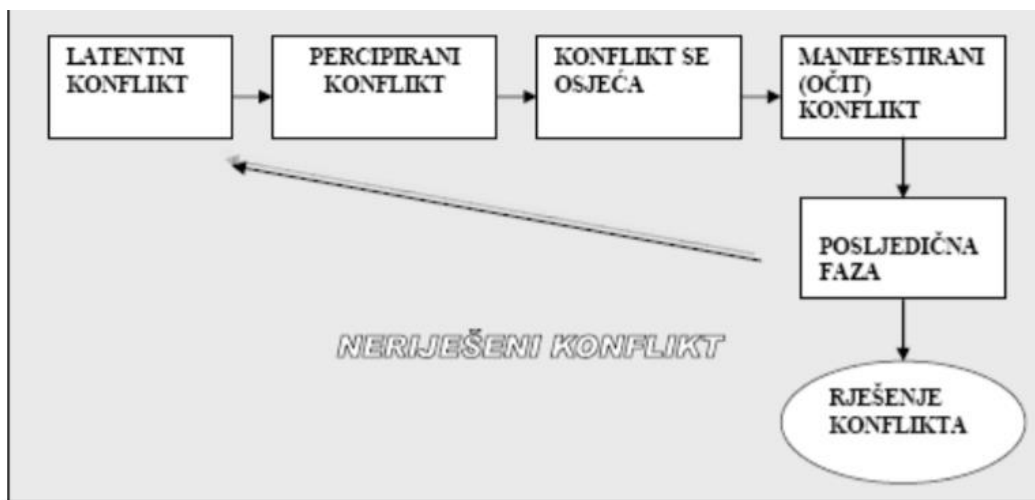 LATENTNI
KONFLIKT
PERCIPIRANI
KONFLIKT
KONFLIKT SE
OSJEĆA
MANIFESTIRANI
(OČIT)
KONFLIKT
POSLJEDIČNA
FAZA
NERIJEŠENI KONFLIKT
RJEŠENJE
KONFLIKTA